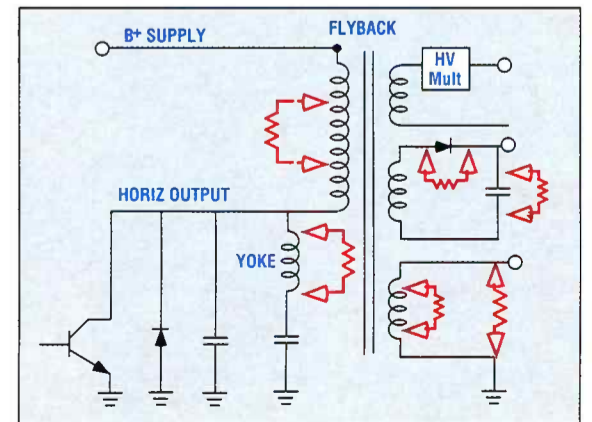 B+ SUPPLY
FLYBACK
HV
Mult
HORIZ OUTPUT
YOKE